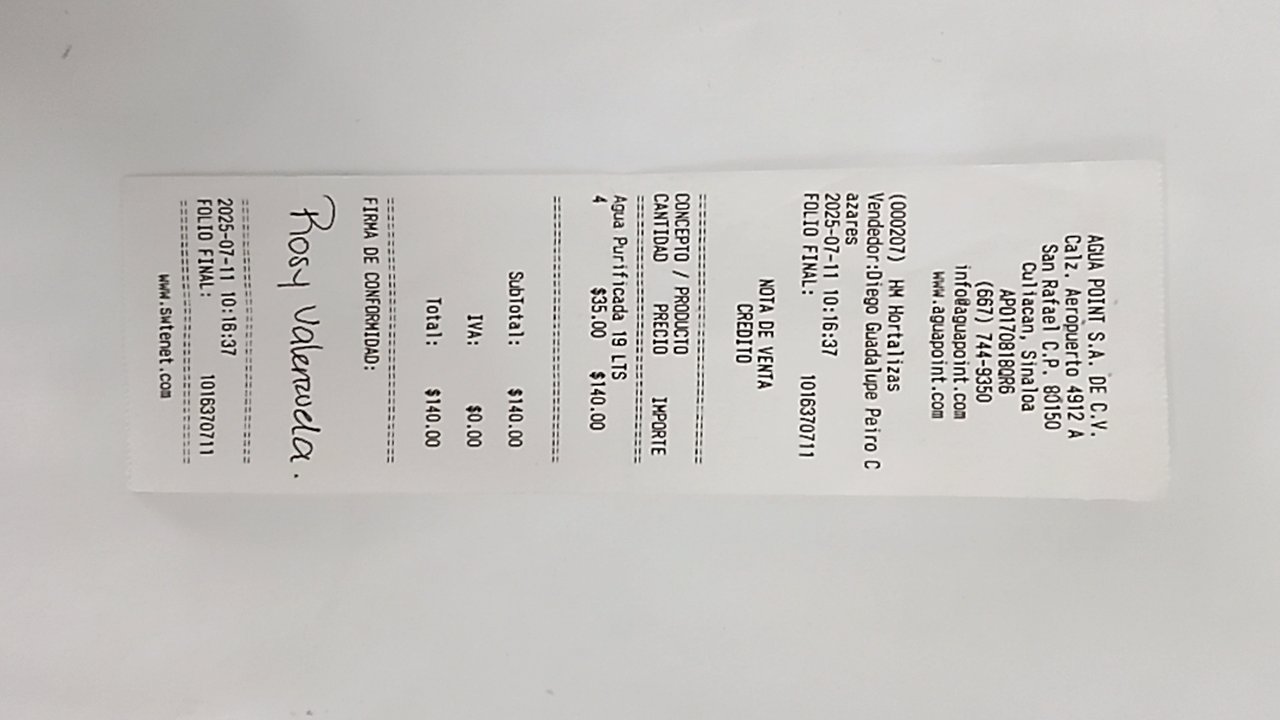 AGUA POINT S.A. DE C.V.
Calz. Aeropuerto 4912 A
San Rafael C.P. 80150
Culiacan, Sinaloa
APO170818QR6
(667) 744-9350
info@aguapoint.com
www.aguapoint.com
(000207) HM Hortalizas
Vendedor:Diego Guadalupe Peiro C
azares
2025-07-11 10:16:37
FOLIO FINAL: 1016370711
NOTA DE VENTA
CREDITO
================================
CONCEPTO / PRODUCTO
CANTIDAD PRECIO IMPORTE
================================
Agua Purificada 19 LTS
4 $35.00 $140.00
================================
SubTotal: $140.00
IVA: $0.00
Total: $140.00
================================
FIRMA DE CONFORMIDAD:
Rosy Valenzuela.
================================
2025-07-11 10:16:37
FOLIO FINAL: 1016370711
================================
www.swtenet.com